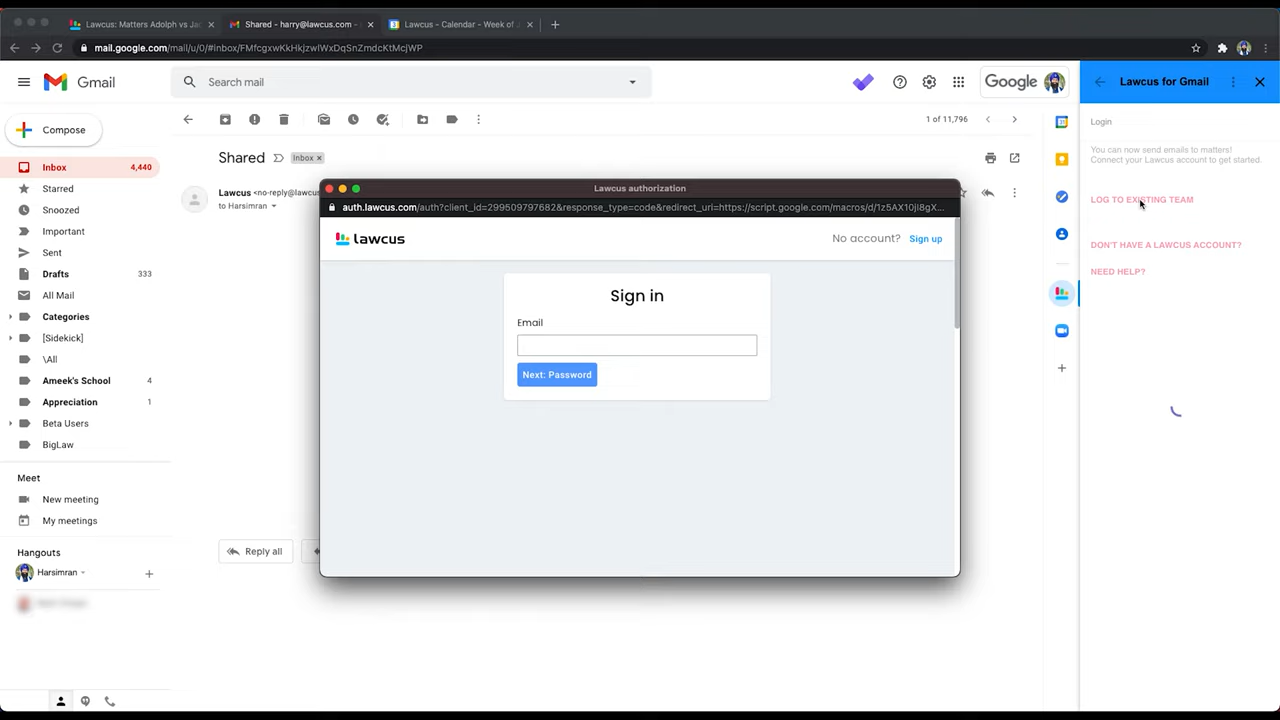 Lawcus: Matters Adolph vs Jac
Shared - harry@lawcus.com -
Lawcus - Calendar - Week of J
mail.google.com/mail/u/0/#inbox/FMfcgxwKkHkjzwlWxDqSnZmdcKtMcjWP
Gmail
Search mail
Google
Lawcus for Gmail
Compose
1 of 11,796
Login
Shared
Inbox
You can now send emails to matters!
Connect your Lawcus account to get started.
Inbox 4,440
Starred
Snoozed
Important
Sent
Drafts 333
All Mail
Categories
[Sidekick]
\All
Ameek's School 4
Appreciation 1
Beta Users
BigLaw
Meet
New meeting
My meetings
Hangouts
Harsimran
Lawcus <no-reply@lawcus
to Harsimran
Lawcus authorization
auth.lawcus.com/auth?client_id=299509797682&response_type=code&redirect_uri=https://script.google.com/macros/d/1z5AX10jI8gX...
lawcus
No account? Sign up
Sign in
Email
Next: Password
Reply all
LOG TO EXISTING TEAM
DON'T HAVE A LAWCUS ACCOUNT?
NEED HELP?